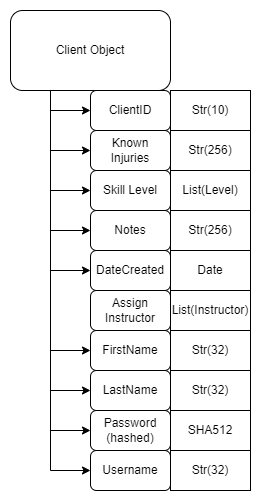 Client Object
ClientID Str(10)
Known
Injuries Str(256)
Skill Level List(Level)
Notes Str(256)
DateCreated Date
Assign
Instructor List(Instructor)
FirstName Str(32)
LastName Str(32)
Password
(hashed) SHA512
Username Str(32)